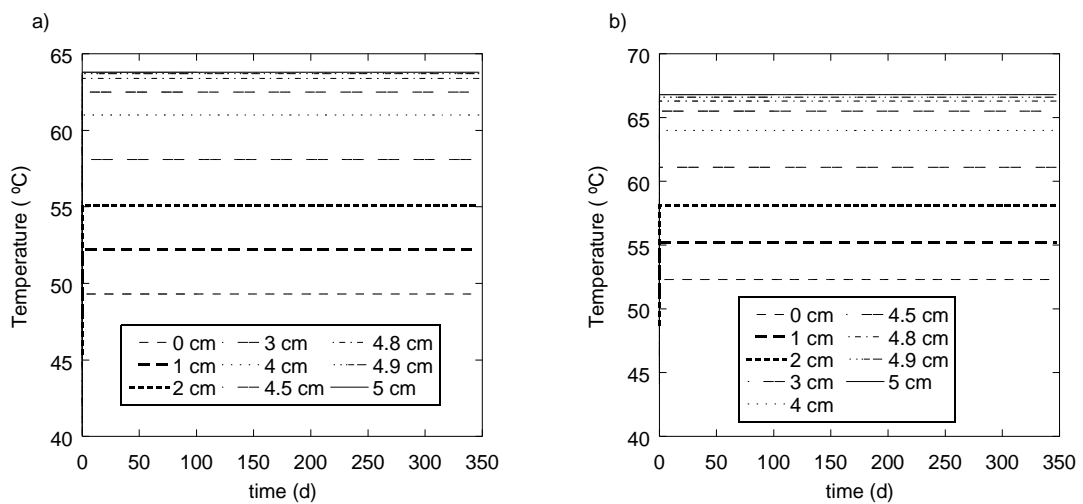 a)
65
60
55
50
45
40
Temperature ( ºC)
0 cm
1 cm
2 cm
3 cm
4 cm
4.5 cm
4.8 cm
4.9 cm
5 cm
0 50 100 150 200 250 300 350
time (d)
b)
70
65
60
55
50
45
40
Temperature ( ºC)
0 cm
1 cm
2 cm
3 cm
4 cm
4.5 cm
4.8 cm
4.9 cm
5 cm
0 50 100 150 200 250 300 350
time (d)